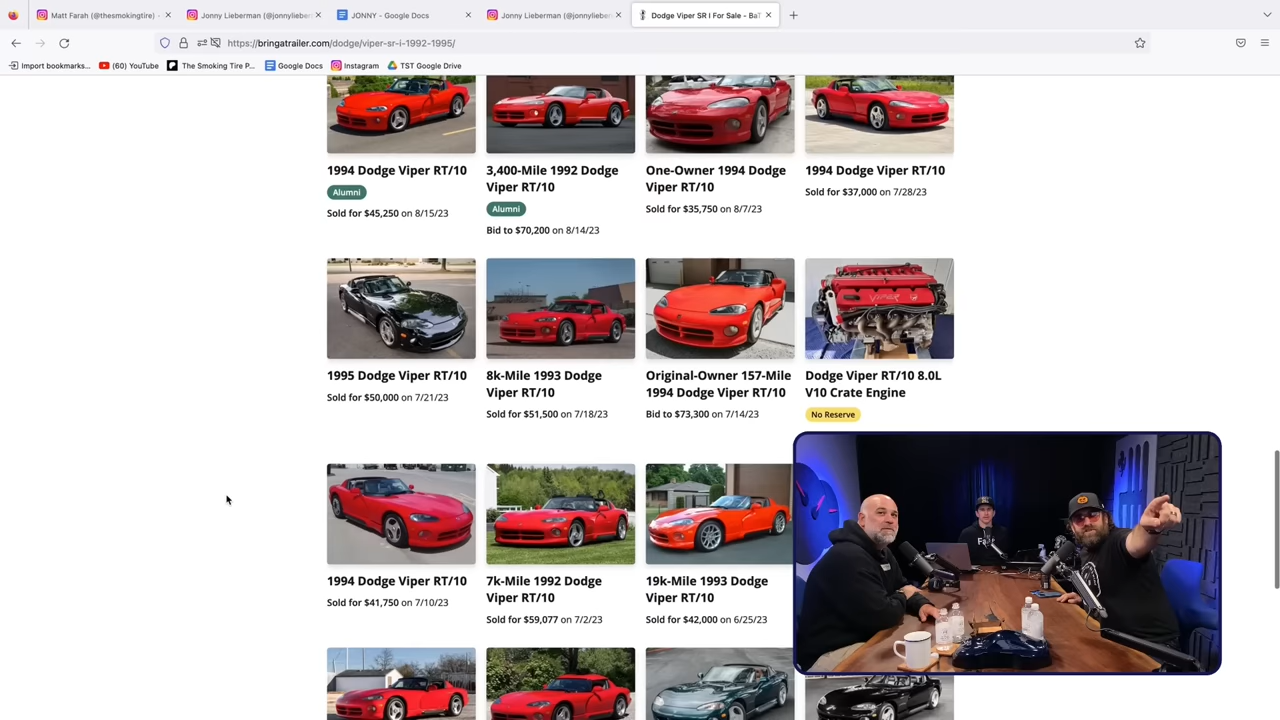 Matt Farah (@thesmokingtire) -
Jonny Lieberman (@jonnylieber
JONNY - Google Docs
Jonny Lieberman (@jonnylieber
Dodge Viper SR I For Sale - BaT
https://bringatrailer.com/dodge/viper-sr-i-1992-1995/
Import bookmarks...
(60) YouTube
The Smoking Tire P...
Google Docs
Instagram
TST Google Drive
1994 Dodge Viper RT/10
Alumni
Sold for $45,250 on 8/15/23
3,400-Mile 1992 Dodge
Viper RT/10
Alumni
Bid to $70,200 on 8/14/23
One-Owner 1994 Dodge
Viper RT/10
Sold for $35,750 on 8/7/23
1994 Dodge Viper RT/10
Sold for $37,000 on 7/28/23
1995 Dodge Viper RT/10
Sold for $50,000 on 7/21/23
8k-Mile 1993 Dodge
Viper RT/10
Sold for $51,500 on 7/18/23
Original-Owner 157-Mile
1994 Dodge Viper RT/10
Bid to $73,300 on 7/14/23
VIPER
Dodge Viper RT/10 8.0L
V10 Crate Engine
No Reserve
1994 Dodge Viper RT/10
Sold for $41,750 on 7/10/23
7k-Mile 1992 Dodge
Viper RT/10
Sold for $59,077 on 7/2/23
19k-Mile 1993 Dodge
Viper RT/10
Sold for $42,000 on 6/25/23